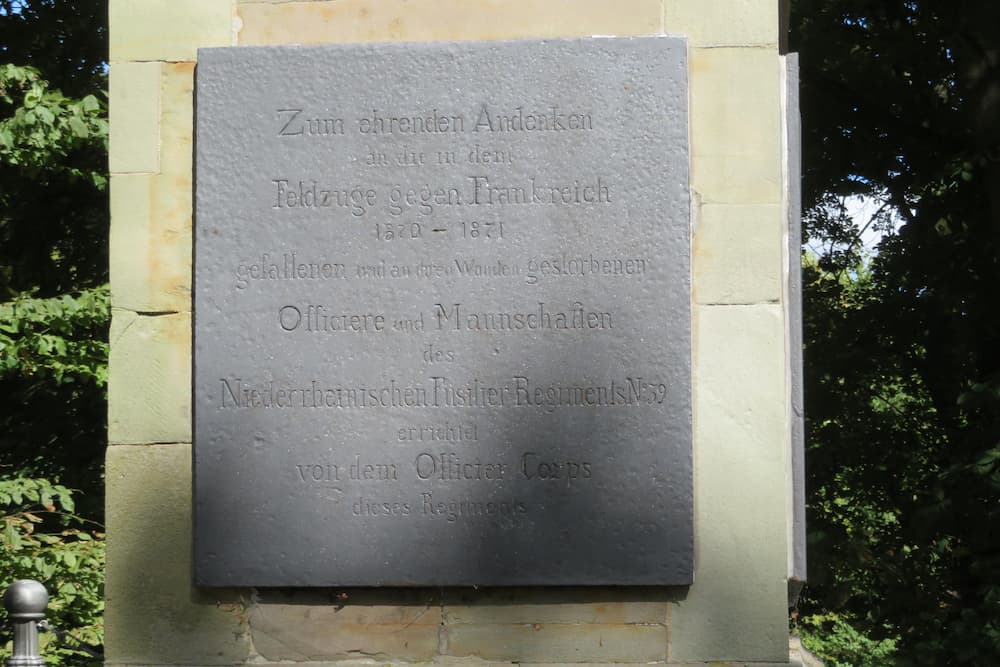 Zum ehrenden Andenken
an die in dem
Feldzuge gegen Frankreich
1870 – 1871
gefallenen und an ihren Wunden gestorbenen
Officiere und Mannschaften
des
Niederrheinischen Füsilier Regiments No 39
errichtet
von dem Officier Corps
dieses Regiments